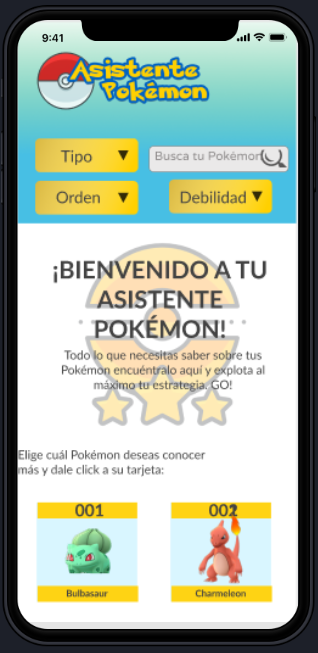 9:41
Asistente
Pokémon
Tipo
Busca tu Pokémon
Orden
Debilidad
¡BIENVENIDO A TU
ASISTENTE
POKÉMON!
Todo lo que necesitas saber sobre tus
Pokémon encuéntralo aquí y explota al
máximo tu estrategia. GO!
Elige cuál Pokémon deseas conocer
más y dale click a su tarjeta:
001
002
Bulbasaur
Charmeleon